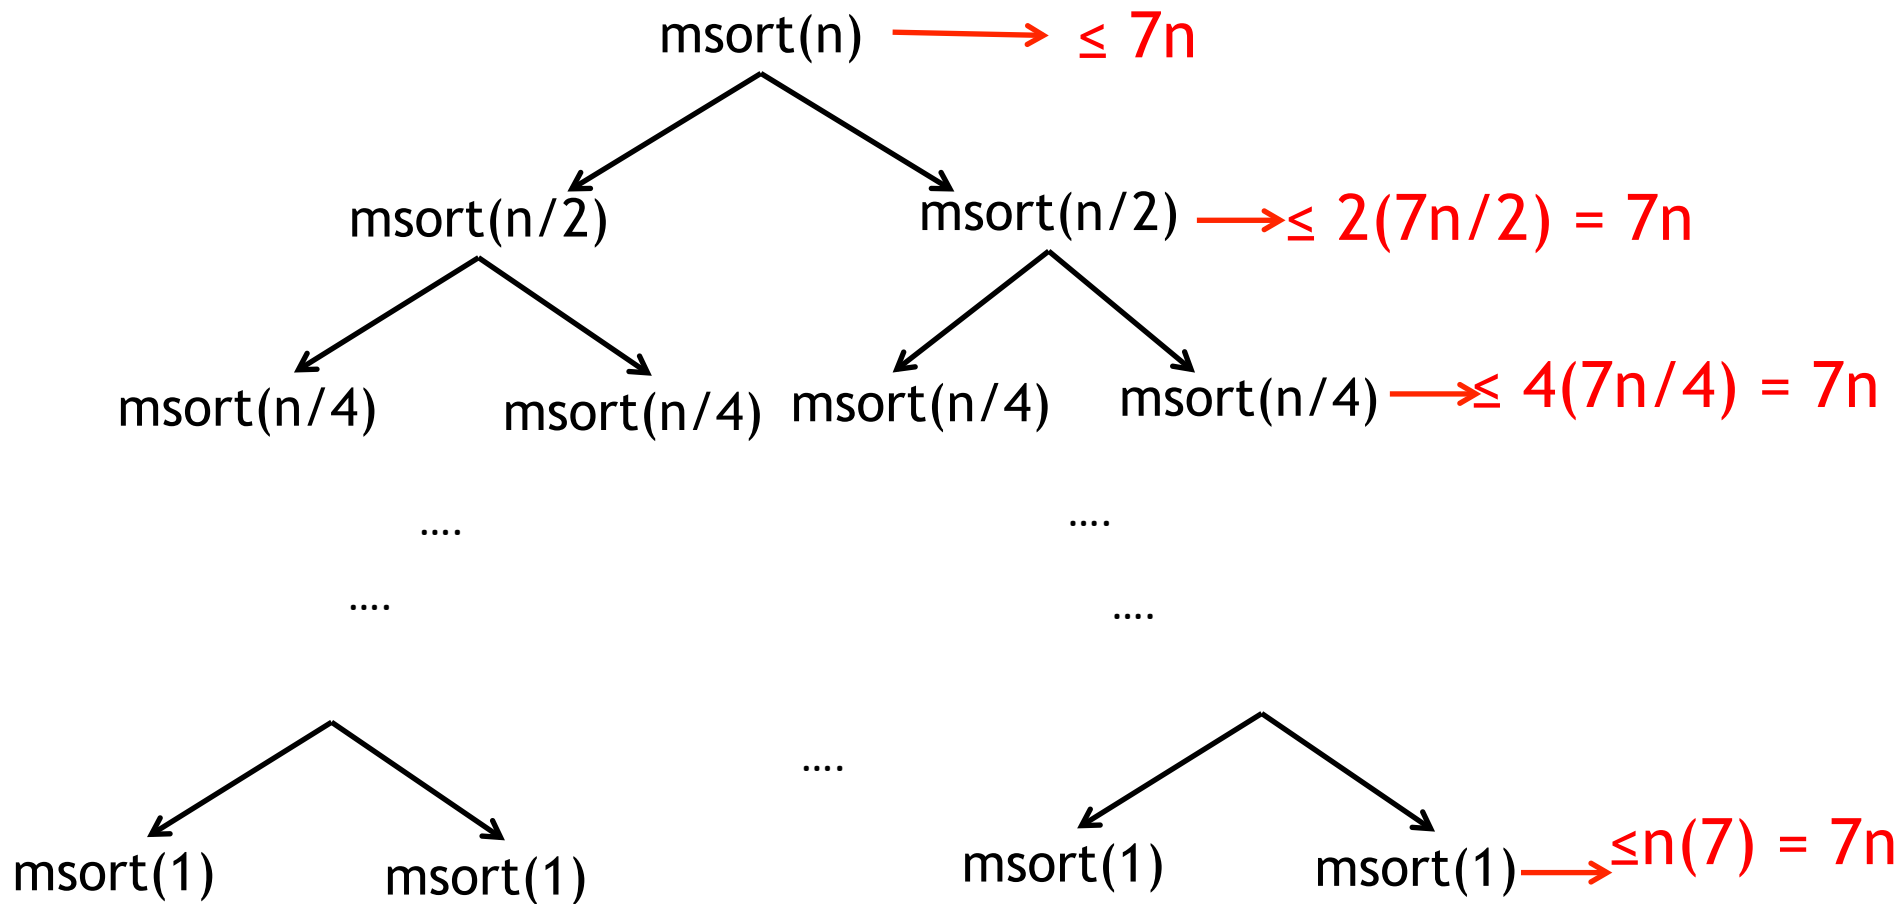 msort(n) ≤ 7n
msort(n/2) msort(n/2) ≤ 2(7n/2) = 7n
msort(n/4) msort(n/4) msort(n/4) msort(n/4) ≤ 4(7n/4) = 7n
.... ....
.... ....
....
msort(1) msort(1) msort(1) msort(1) ≤n(7) = 7n